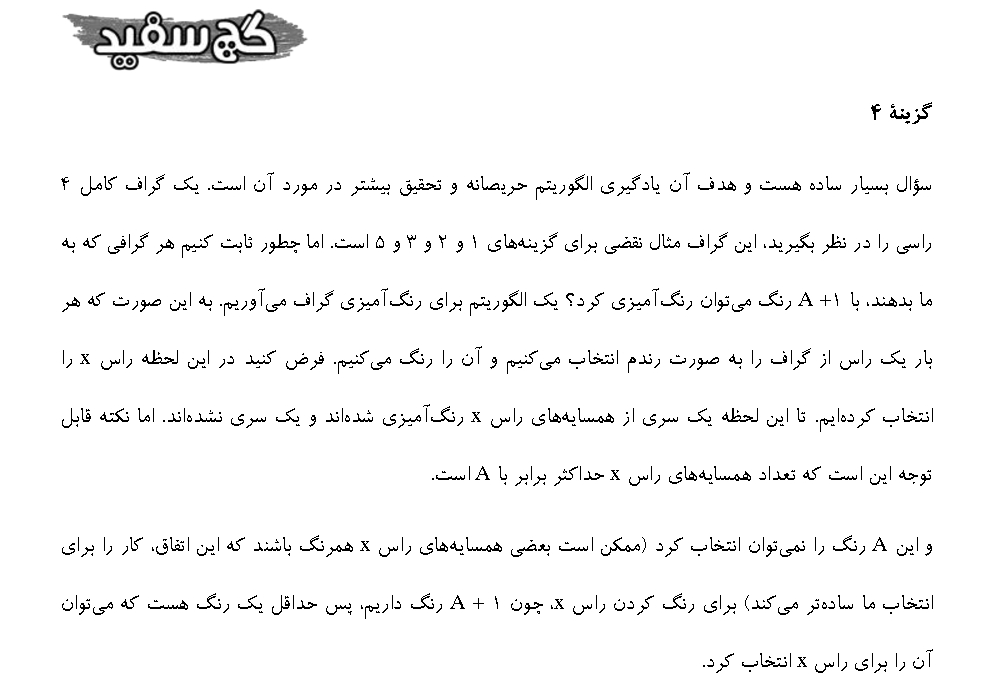 گچ سفید
گزینهٔ ۴
سؤال بسیار ساده هست و هدف آن یادگیری الگوریتم حریصانه و تحقیق بیشتر در مورد آن است. یک گراف کامل ۴
راسی را در نظر بگیرید، این گراف مثال نقضی برای گزینه‌های ۱ و ۲ و ۳ و ۵ است. اما چطور ثابت کنیم هر گرافی که به
ما بدهند، با A +۱ رنگ می‌توان رنگ‌آمیزی کرد؟ یک الگوریتم برای رنگ‌آمیزی گراف می‌آوریم. به این صورت که هر
بار یک راس از گراف را به صورت رندم انتخاب می‌کنیم و آن را رنگ می‌کنیم. فرض کنید در این لحظه راس x را
انتخاب کرده‌ایم. تا این لحظه یک سری از همسایه‌های راس x رنگ‌آمیزی شده‌اند و یک سری نشده‌اند. اما نکته قابل
توجه این است که تعداد همسایه‌های راس x حداکثر برابر با A است.
و این A رنگ را نمی‌توان انتخاب کرد (ممکن است بعضی همسایه‌های راس x همرنگ باشند که این اتفاق، کار را برای
انتخاب ما ساده‌تر می‌کند) برای رنگ کردن راس x، چون A + ۱ رنگ داریم، پس حداقل یک رنگ هست که می‌توان
آن را برای راس x انتخاب کرد.